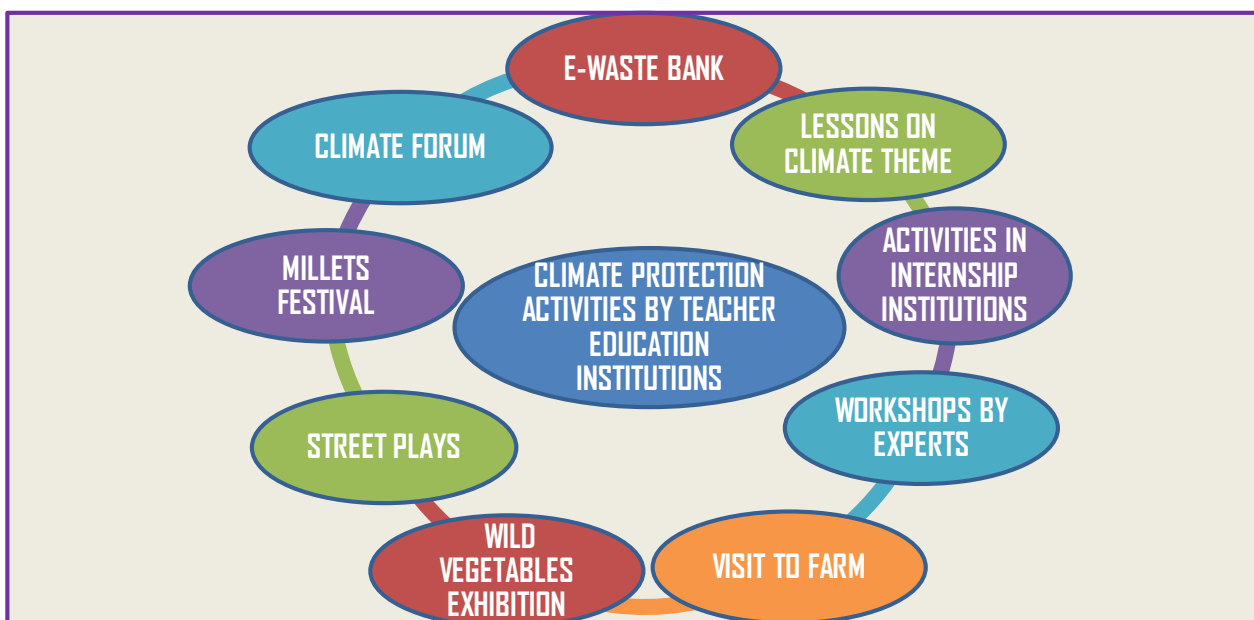 E-WASTE BANK
LESSONS ON
CLIMATE THEME
ACTIVITIES IN
INTERNSHIP
INSTITUTIONS
WORKSHOPS BY
EXPERTS
VISIT TO FARM
WILD
VEGETABLES
EXHIBITION
STREET PLAYS
MILLETS
FESTIVAL
CLIMATE FORUM
CLIMATE PROTECTION
ACTIVITIES BY TEACHER
EDUCATION
INSTITUTIONS